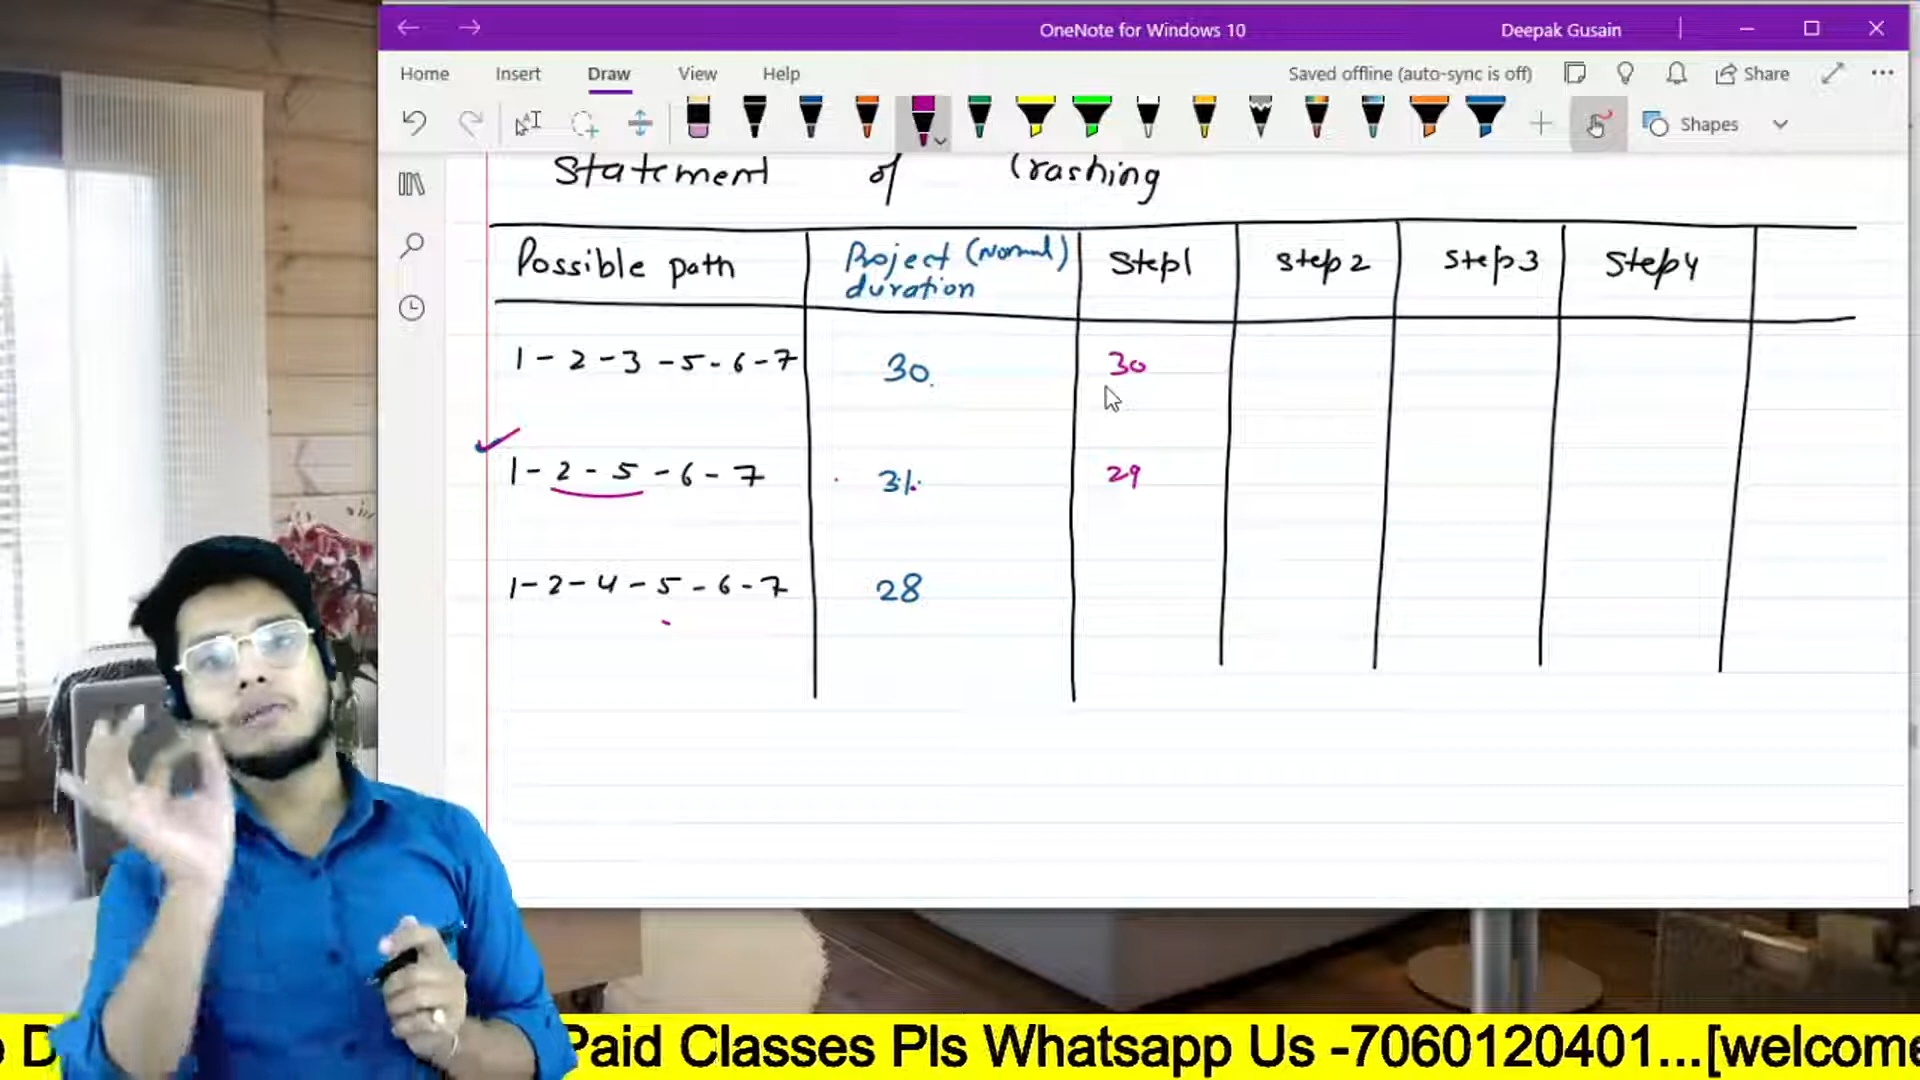 OneNote for Windows 10
Deepak Gusain
Home Insert Draw View Help
Saved offline (auto-sync is off)
Share
Shapes
Statement of Crashing
Possible path
Project (Normal) duration
Step1
Step2
Step3
Step4
1-2-3-5-6-7
30
30
1-2-5-6-7
31
29
1-2-4-5-6-7
28
Paid Classes Pls Whatsapp Us -7060120401...[welcome